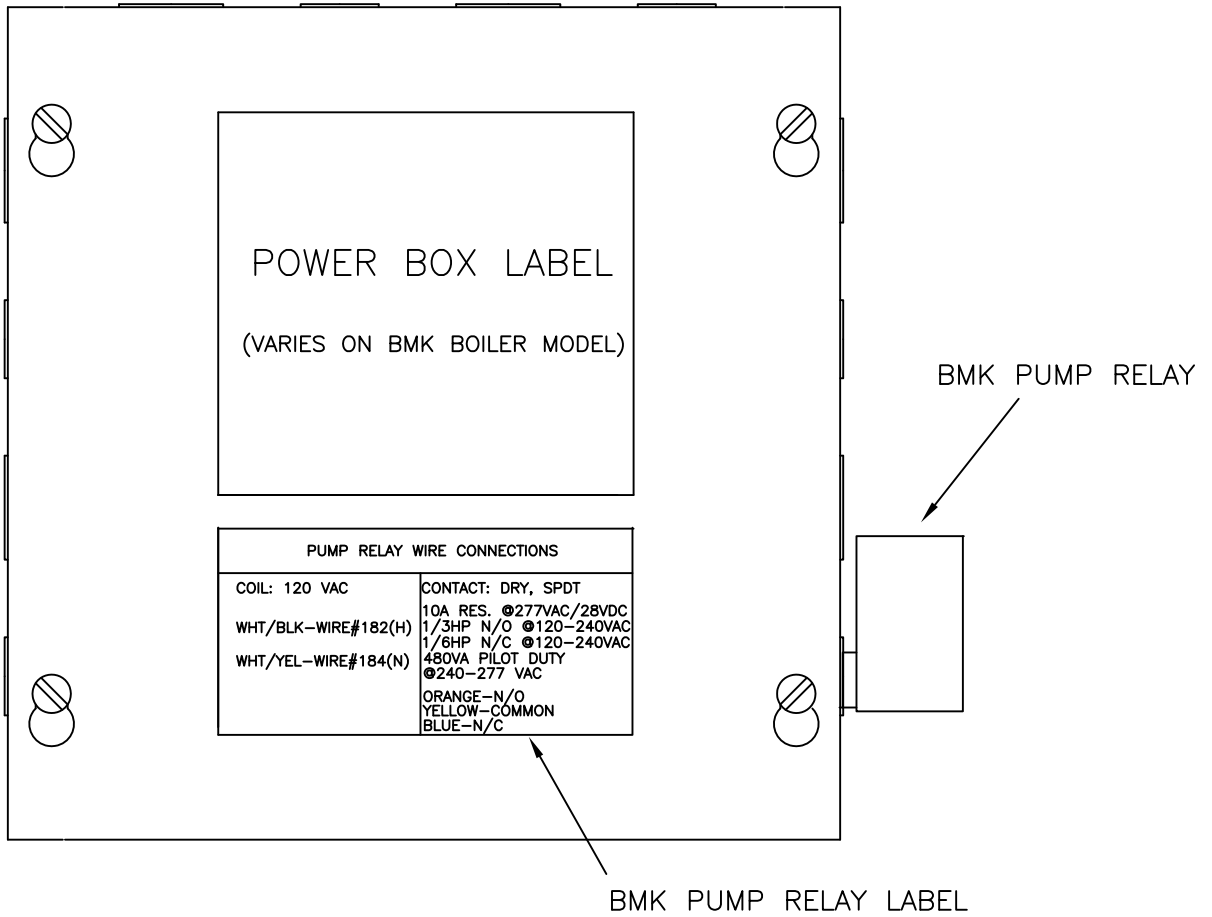 POWER BOX LABEL
(VARIES ON BMK BOILER MODEL)
BMK PUMP RELAY
PUMP RELAY WIRE CONNECTIONS
COIL: 120 VAC
WHT/BLK-WIRE#182(H)
WHT/YEL-WIRE#184(N)
CONTACT: DRY, SPDT
10A RES. @277VAC/28VDC
1/3HP N/O @120-240VAC
1/6HP N/C @120-240VAC
480VA PILOT DUTY
@240-277 VAC
ORANGE-N/O
YELLOW-COMMON
BLUE-N/C
BMK PUMP RELAY LABEL